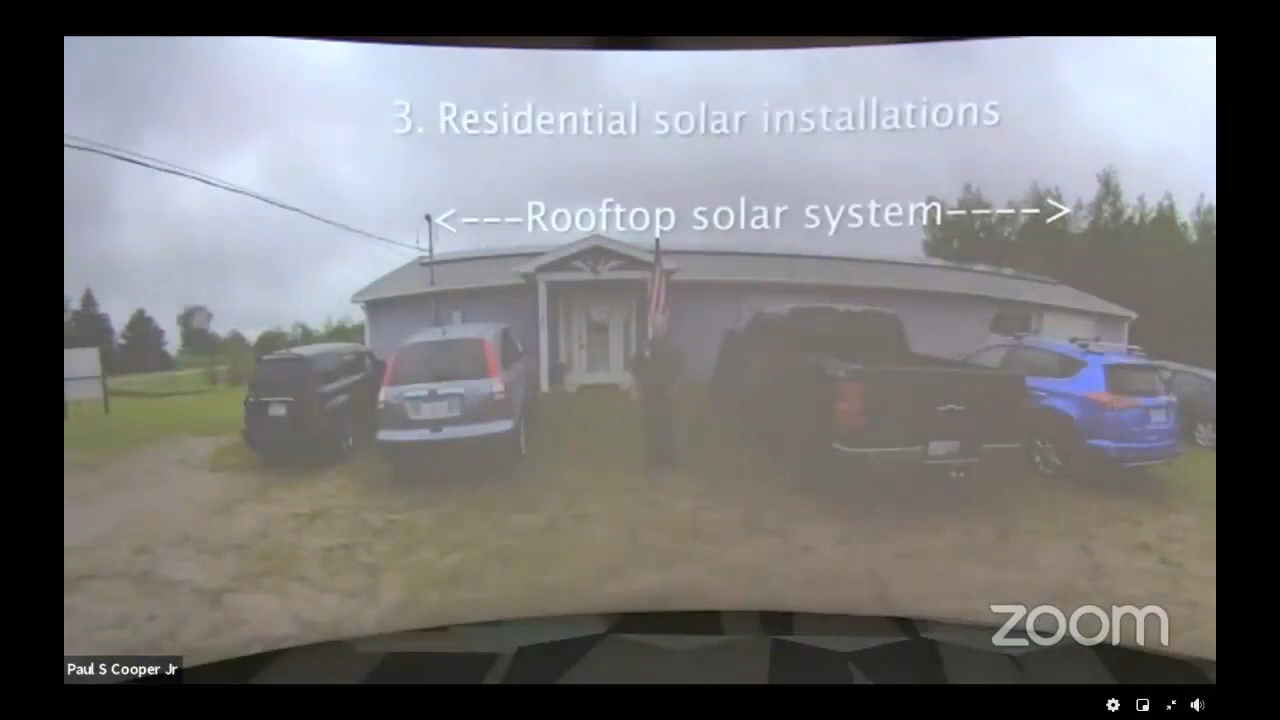 3. Residential solar installations
<---Rooftop solar system---->
zoom
Paul S Cooper Jr